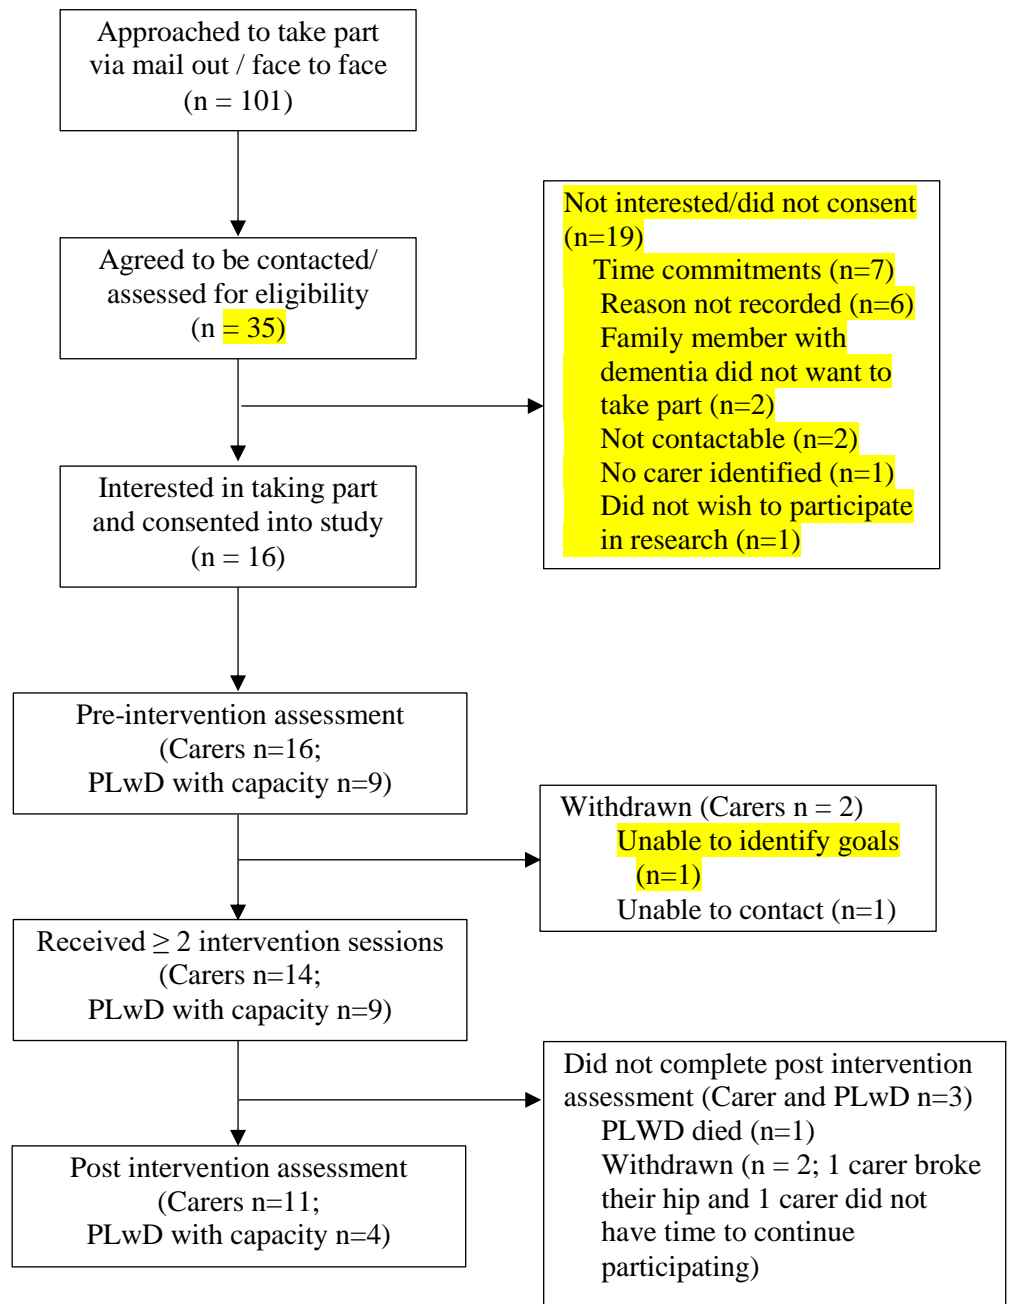 Approached to take part
via mail out / face to face
(n = 101)
Agreed to be contacted/
assessed for eligibility
(n = 35)
Not interested/did not consent
(n=19)
Time commitments (n=7)
Reason not recorded (n=6)
Family member with
dementia did not want to
take part (n=2)
Not contactable (n=2)
No carer identified (n=1)
Did not wish to participate
in research (n=1)
Interested in taking part
and consented into study
(n = 16)
Pre-intervention assessment
(Carers n=16;
PLwD with capacity n=9)
Withdrawn (Carers n = 2)
Unable to identify goals
(n=1)
Unable to contact (n=1)
Received ≥ 2 intervention sessions
(Carers n=14;
PLwD with capacity n=9)
Did not complete post intervention
assessment (Carer and PLwD n=3)
PLWD died (n=1)
Withdrawn (n = 2; 1 carer broke
their hip and 1 carer did not
have time to continue
participating)
Post intervention assessment
(Carers n=11;
PLwD with capacity n=4)